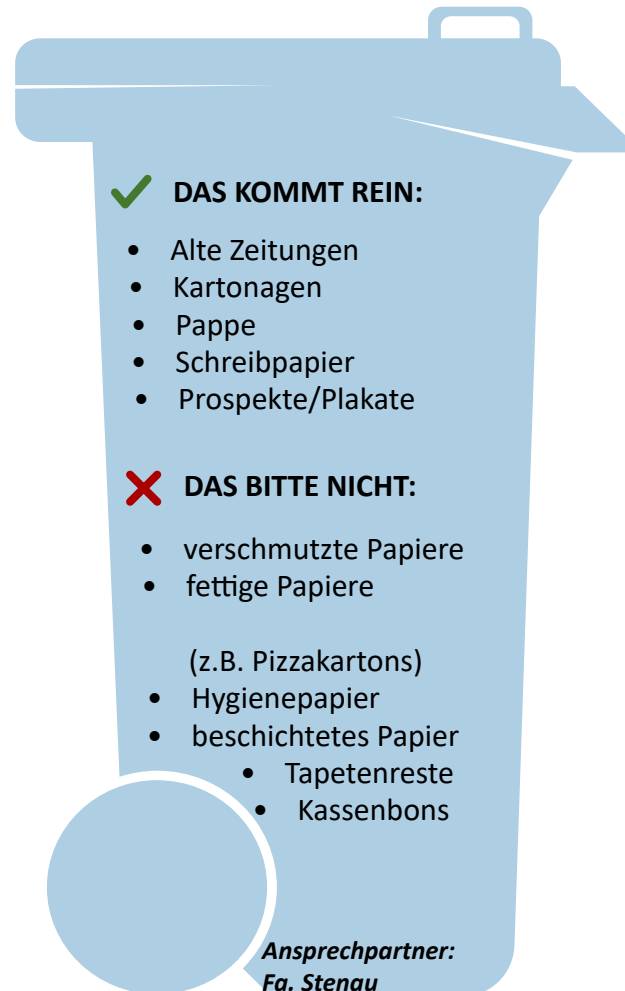 DAS KOMMT REIN:
• Alte Zeitungen
• Kartonagen
• Pappe
• Schreibpapier
• Prospekte/Plakate
DAS BITTE NICHT:
• verschmutzte Papiere
• fettige Papiere
(z.B. Pizzakartons)
• Hygienepapier
• beschichtetes Papier
• Tapetenreste
• Kassenbons
Ansprechpartner:
Fa. Stenau